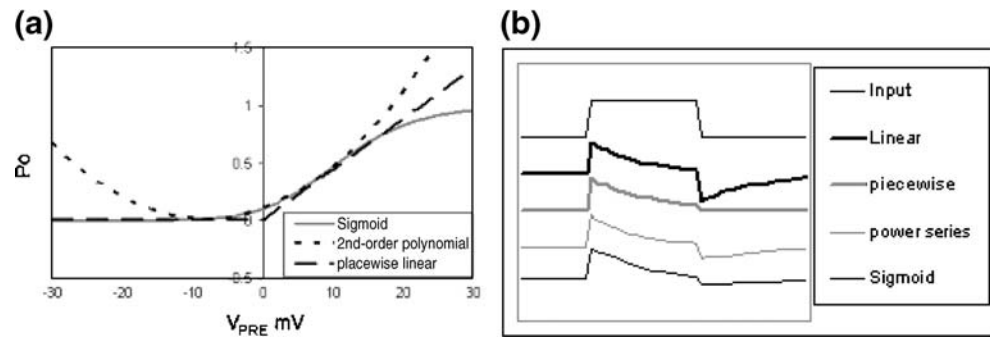 (a)
1.5
1
0.5
0
-0.5
Po
Sigmoid
2nd-order polynomial
placewise linear
-30
-20
-10
0
10
20
30
V_PRE mV
(b)
Input
Linear
piecewise
power series
Sigmoid